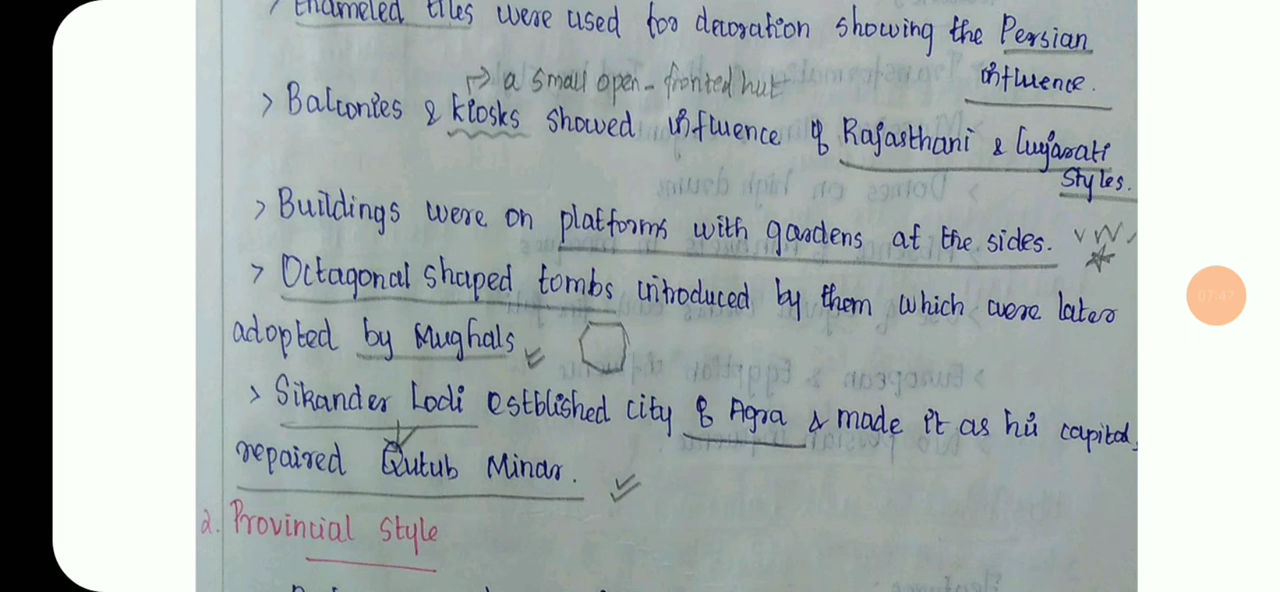 > Enameled tiles were used for decoration showing the Persian
influence.
→ a small open-fronted hut
> Balconies & kiosks showed influence of Rajasthani & Gujarati
styles.
> Buildings were on platforms with gardens at the sides.
> Octagonal shaped tombs introduced by them which were later
adopted by Mughals
> Sikander Lodi estblished city of Agra & made it as his capital,
repaired Qutub Minar.
2. Provincial Style
07:47